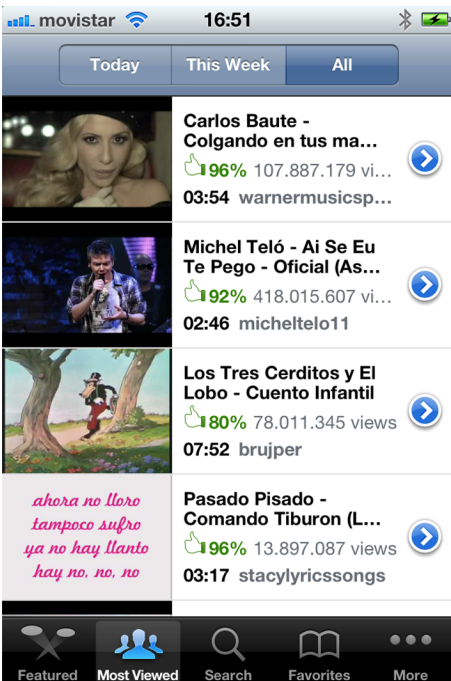 movistar 16:51
Today This Week All
Carlos Baute -
Colgando en tus ma...
96% 107.887.179 vi...
03:54 warnermusicsp...
Michel Teló - Ai Se Eu
Te Pego - Oficial (As...
92% 418.015.607 vi...
02:46 micheltelo11
Los Tres Cerditos y El
Lobo - Cuento Infantil
80% 78.011.345 views
07:52 brujper
ahora no lloro
tampoco sufro
ya no hay llanto
hay no, no, no
Pasado Pisado -
Comando Tiburon (L...
96% 13.897.087 views
03:17 stacylyricssongs
Featured Most Viewed Search Favorites More